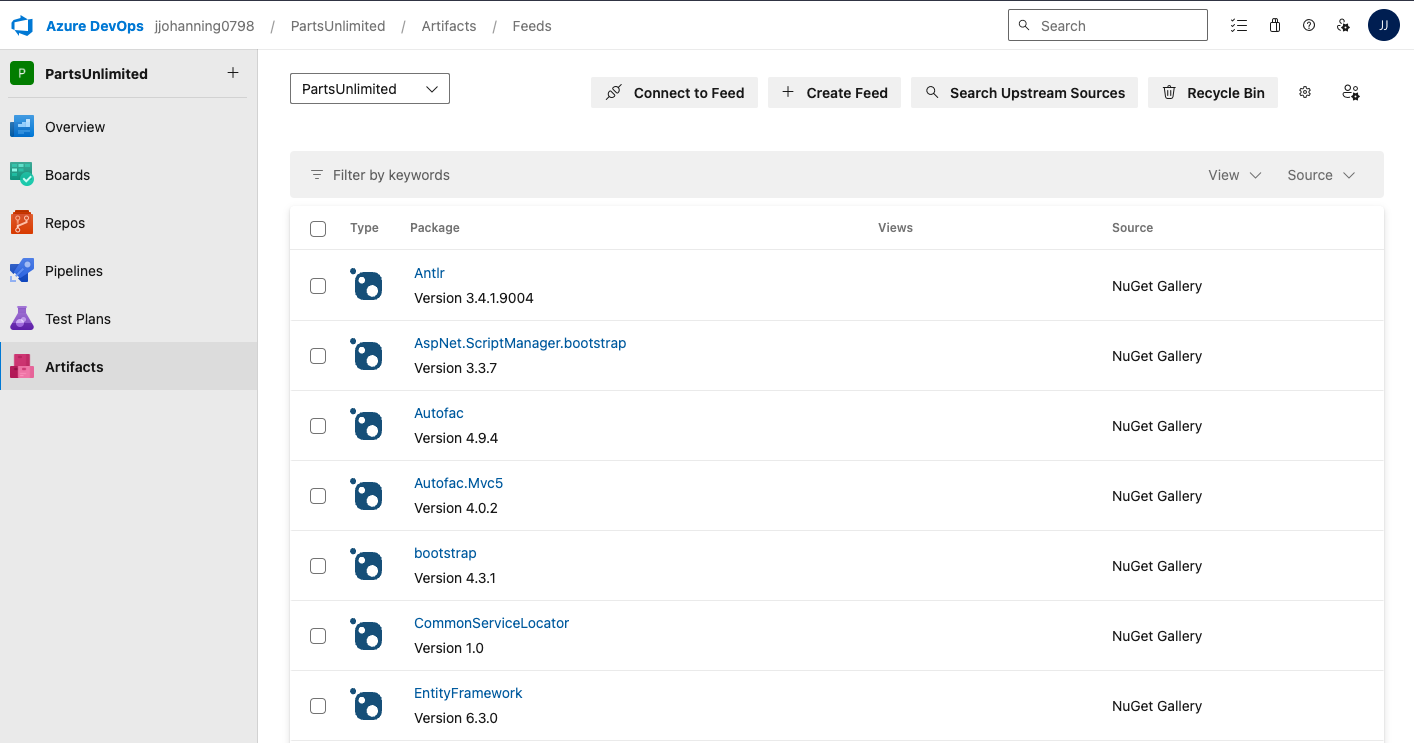 Azure DevOps jjohanning0798 / PartsUnlimited / Artifacts / Feeds Search JJ
P PartsUnlimited +
Overview
Boards
Repos
Pipelines
Test Plans
Artifacts
PartsUnlimited
Connect to Feed
Create Feed
Search Upstream Sources
Recycle Bin
Filter by keywords View Source
Type Package Views Source
Antlr
Version 3.4.1.9004
NuGet Gallery
AspNet.ScriptManager.bootstrap
Version 3.3.7
NuGet Gallery
Autofac
Version 4.9.4
NuGet Gallery
Autofac.Mvc5
Version 4.0.2
NuGet Gallery
bootstrap
Version 4.3.1
NuGet Gallery
CommonServiceLocator
Version 1.0
NuGet Gallery
EntityFramework
Version 6.3.0
NuGet Gallery